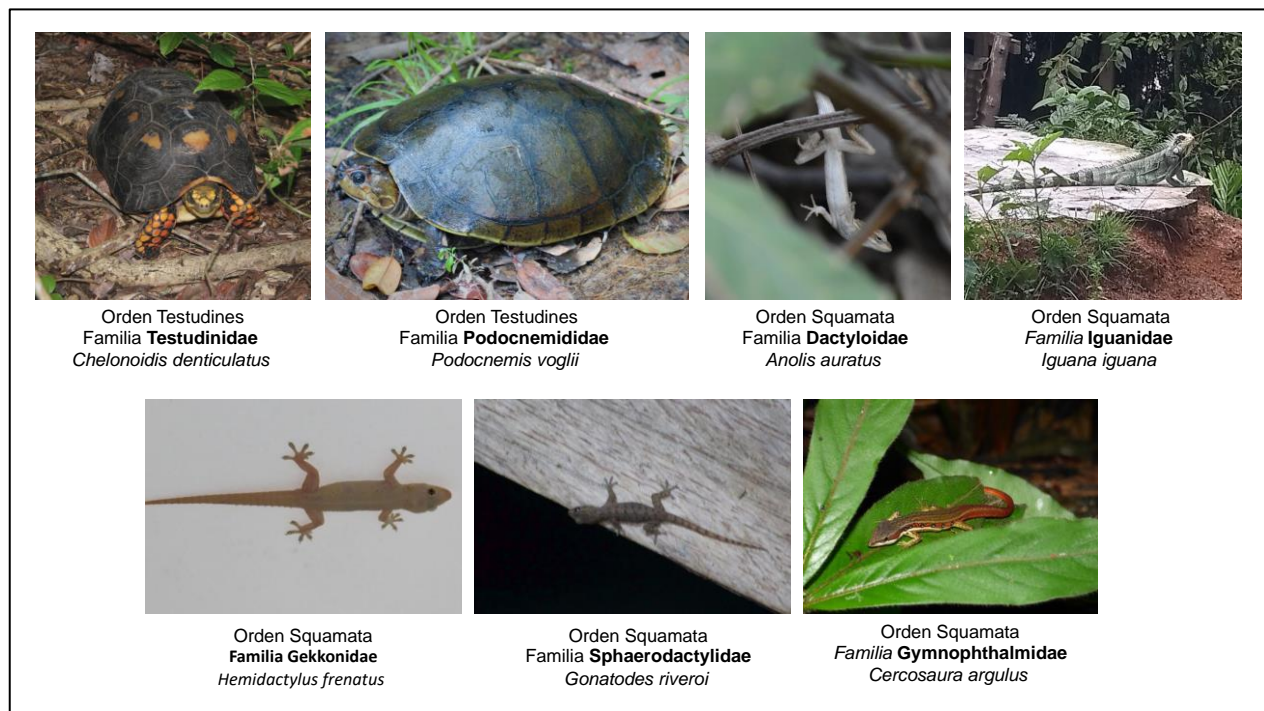 Orden Testudines
Familia Testudinidae
Chelonoidis denticulatus
Orden Testudines
Familia Podocnemididae
Podocnemis voglii
Orden Squamata
Familia Dactyloidae
Anolis auratus
Orden Squamata
Familia Iguanidae
Iguana iguana
Orden Squamata
Familia Gekkonidae
Hemidactylus frenatus
Orden Squamata
Familia Sphaerodactylidae
Gonatodes riveroi
Orden Squamata
Familia Gymnophthalmidae
Cercosaura argulus